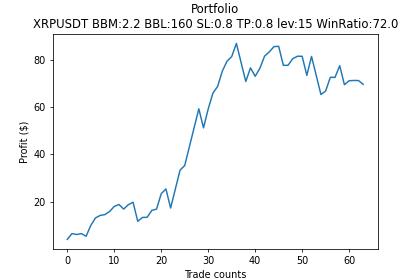 Portfolio
XRPUSDT BBM:2.2 BBL:160 SL:0.8 TP:0.8 lev:15 WinRatio:72.0
80
60
40
20
Profit ($)
0 10 20 30 40 50 60
Trade counts